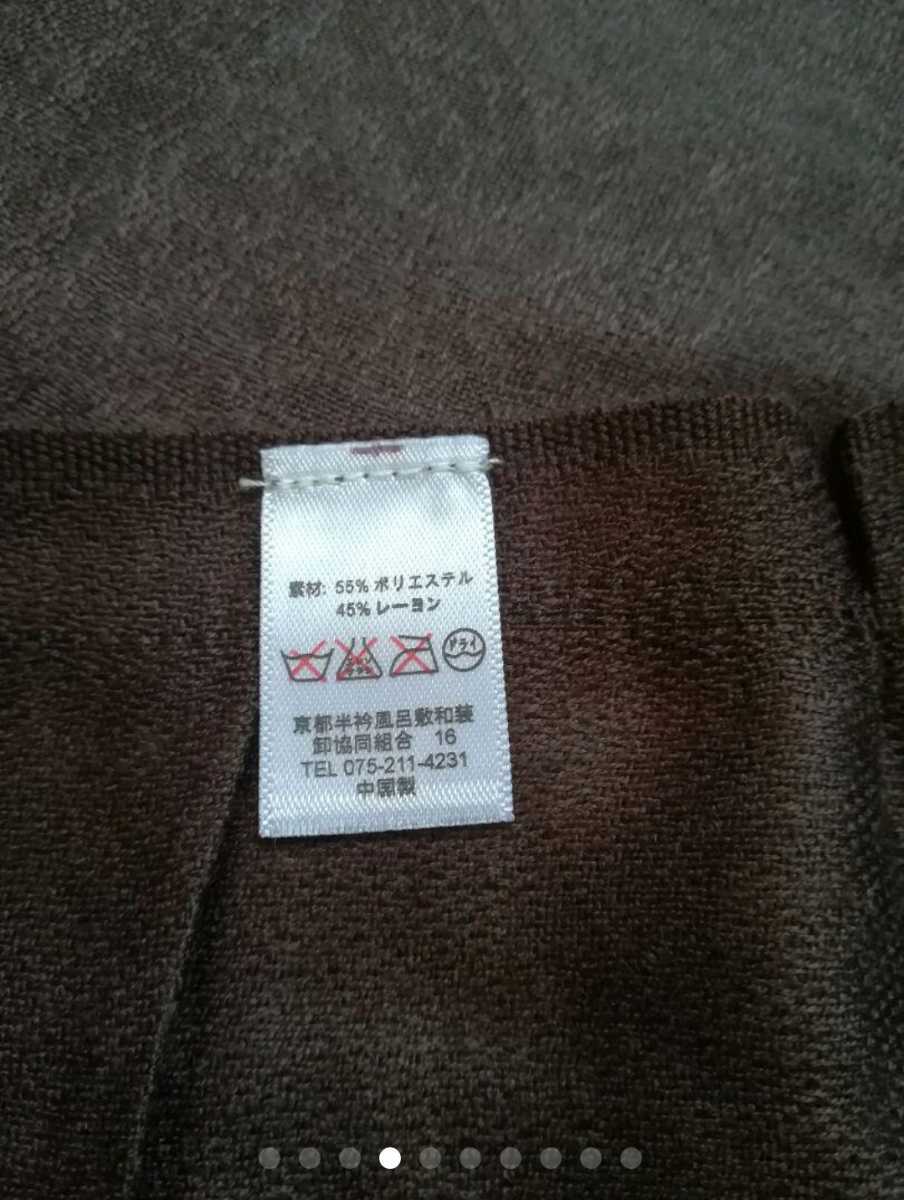 素材: 55% ポリエステル
45% レーヨン
ドライ
京都半衿風呂敷和装
卸協同組合 16
TEL 075-211-4231
中国製